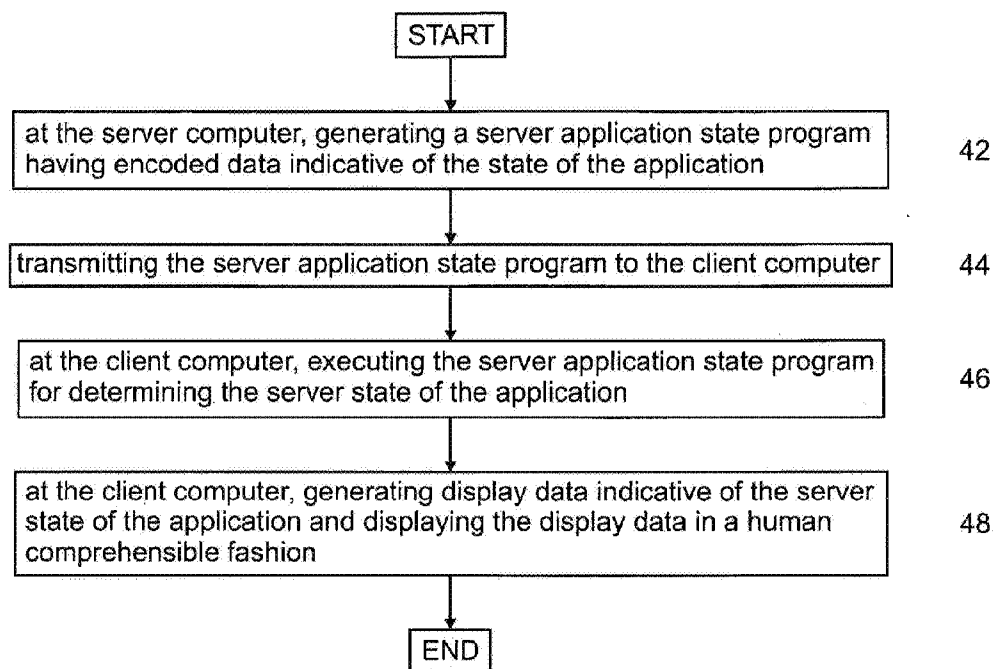 START
at the server computer, generating a server application state program
having encoded data indicative of the state of the application
42
transmitting the server application state program to the client computer
44
at the client computer, executing the server application state program
for determining the server state of the application
46
at the client computer, generating display data indicative of the server
state of the application and displaying the display data in a human
comprehensible fashion
48
END